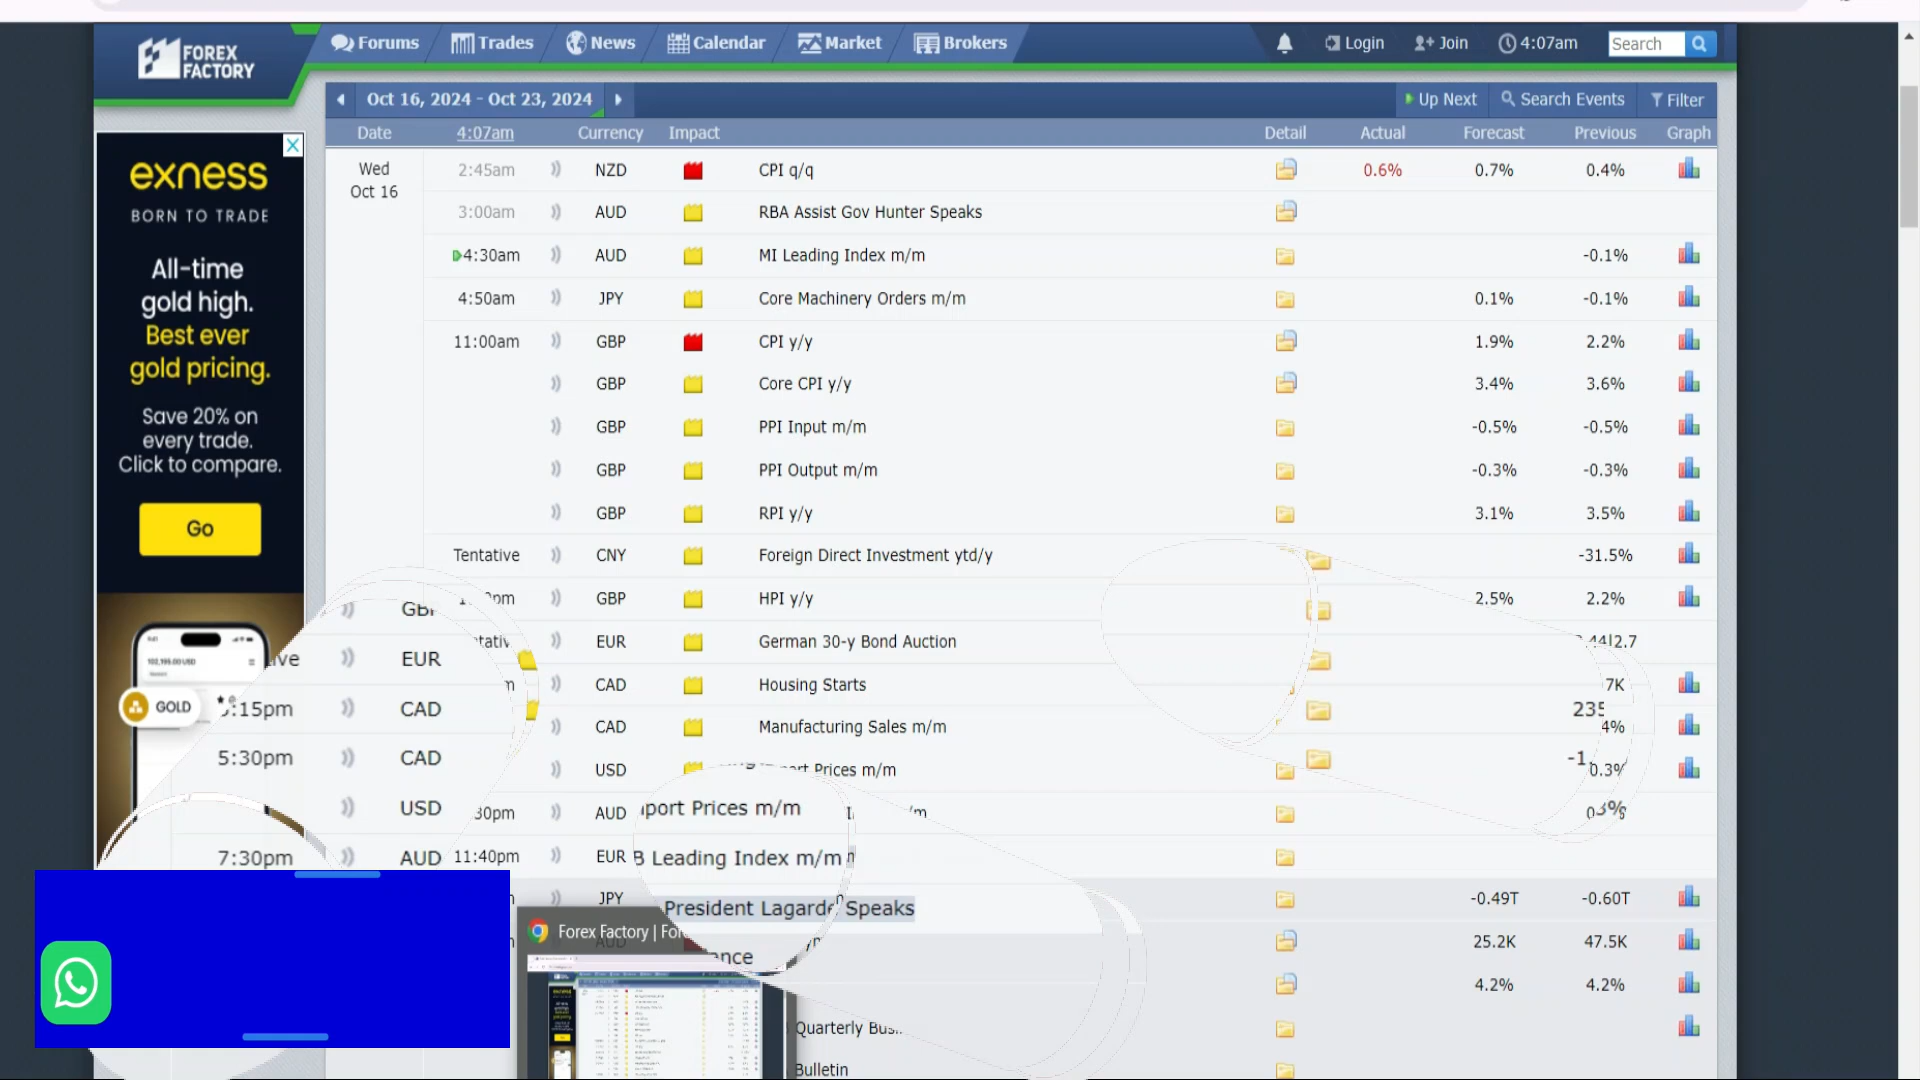 FOREX FACTORY
Forums Trades News Calendar Market Brokers Login Join 4:07am Search
Oct 16, 2024 - Oct 23, 2024 Up Next Search Events Filter
Date 4:07am Currency Impact Detail Actual Forecast Previous Graph
Wed Oct 16
2:45am NZD CPI q/q 0.6% 0.7% 0.4%
3:00am AUD RBA Assist Gov Hunter Speaks
4:30am AUD MI Leading Index m/m -0.1%
4:50am JPY Core Machinery Orders m/m 0.1% -0.1%
11:00am GBP CPI y/y 1.9% 2.2%
GBP Core CPI y/y 3.4% 3.6%
GBP PPI Input m/m -0.5% -0.5%
GBP PPI Output m/m -0.3% -0.3%
GBP RPI y/y 3.1% 3.5%
Tentative CNY Foreign Direct Investment ytd/y -31.5%
GBP HPI y/y 2.5% 2.2%
EUR German 30-y Bond Auction
CAD Housing Starts
CAD Manufacturing Sales m/m
USD Prices m/m 0.3%
AUD
11:40pm EUR
JPY -0.49T -0.60T
25.2K 47.5K
4.2% 4.2%
Quarterly
Bulletin
EUR
CAD
5:30pm CAD
USD
7:30pm AUD
Prices m/m
Leading Index m/m
President Lagarde Speaks
Forex Factory |
exness
BORN TO TRADE
All-time
gold high.
Best ever
gold pricing.
Save 20% on
every trade.
Click to compare.
Go
GOLD